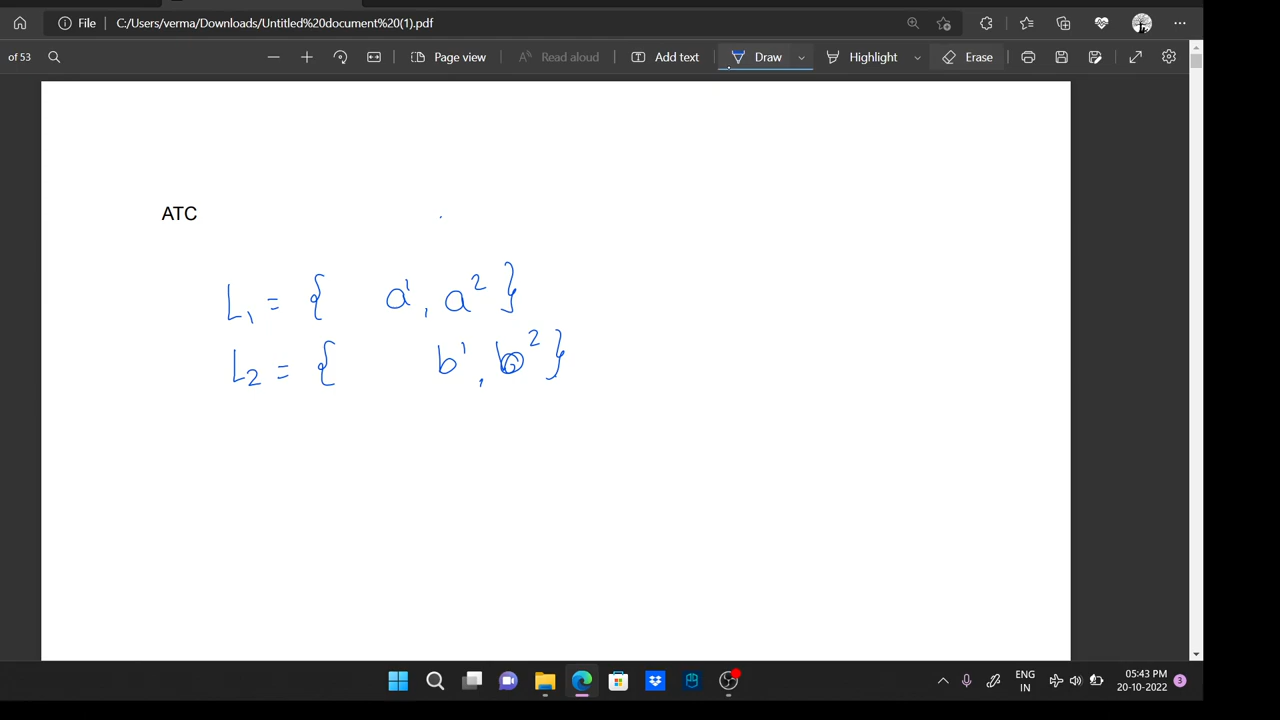 File C:/Users/verma/Downloads/Untitled%20document%20(1).pdf
of 53 Page view Read aloud Add text Draw Highlight Erase
ATC
L₁ = { a¹, a² }
L₂ = { b¹, b² }
ENG
IN
05:43 PM
20-10-2022
3